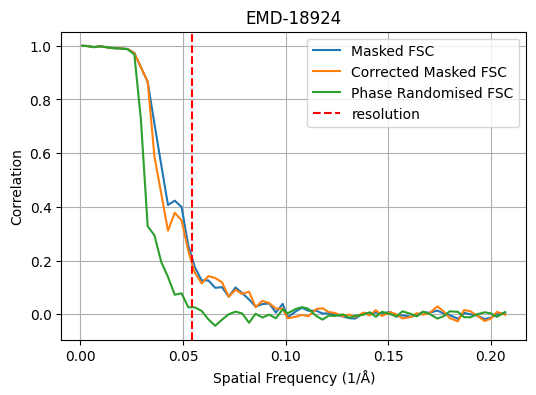 EMD-18924
Masked FSC
Corrected Masked FSC
Phase Randomised FSC
resolution
Correlation
1.0
0.8
0.6
0.4
0.2
0.0
0.00 0.05 0.10 0.15 0.20
Spatial Frequency (1/Å)